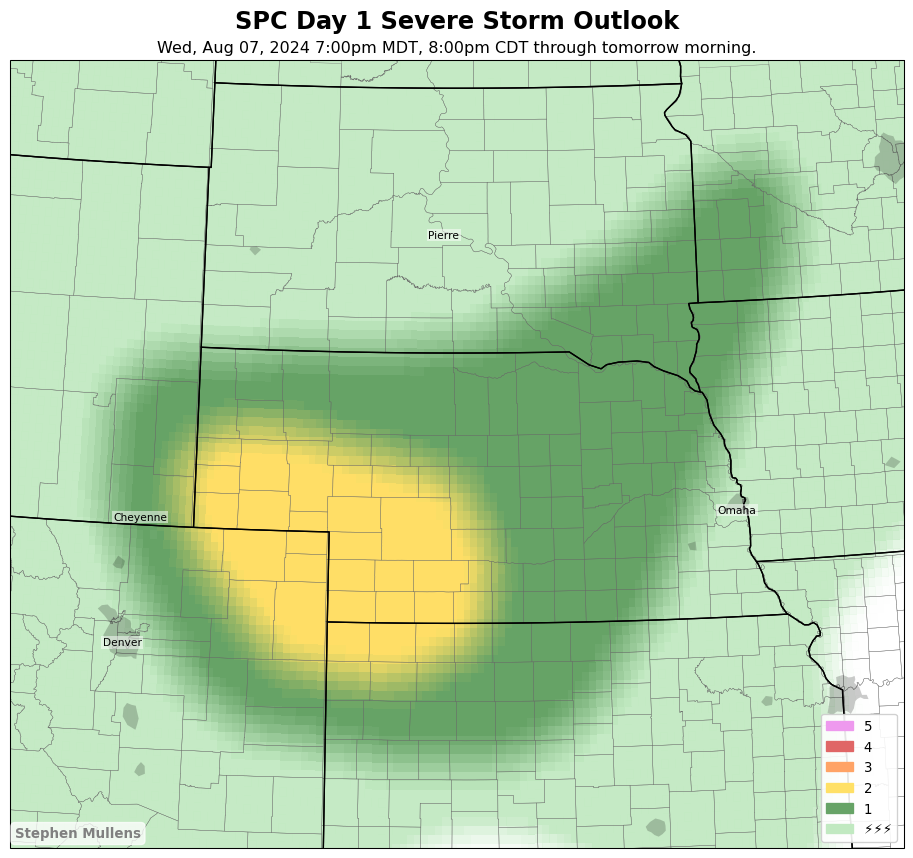 SPC Day 1 Severe Storm Outlook
Wed, Aug 07, 2024 7:00pm MDT, 8:00pm CDT through tomorrow morning.
Pierre
Omaha
Cheyenne
Denver
5
4
3
2
1
⚡⚡⚡
Stephen Mullens